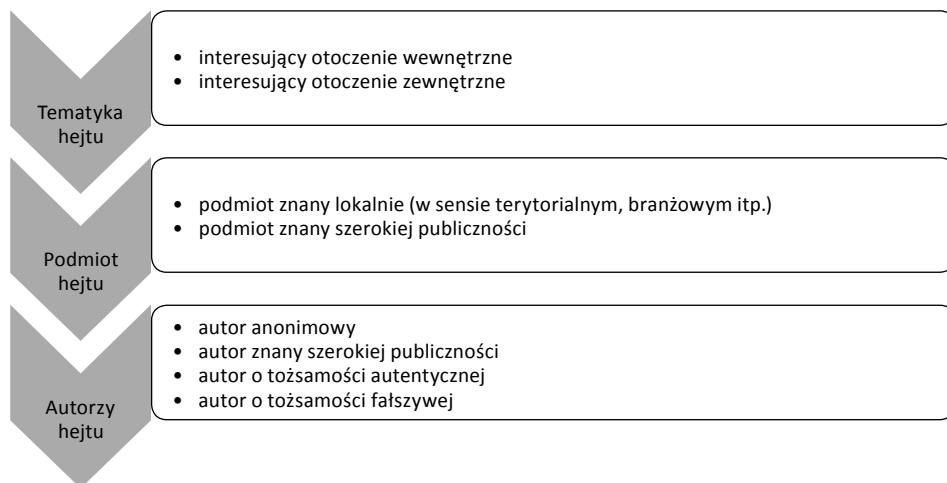 Tematyka
hejtu
• interesujący otoczenie wewnętrzne
• interesujący otoczenie zewnętrzne
Podmiot
hejtu
• podmiot znany lokalnie (w sensie terytorialnym, branżowym itp.)
• podmiot znany szerokiej publiczności
Autorzy
hejtu
• autor anonimowy
• autor znany szerokiej publiczności
• autor o tożsamości autentycznej
• autor o tożsamości fałszywej